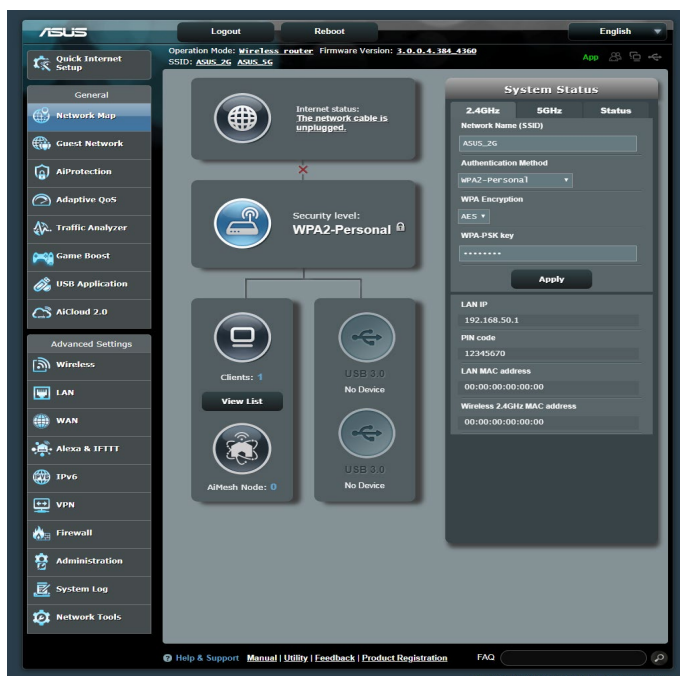 ASUS
Logout
Reboot
English
Quick Internet
Setup
Operation Mode: Wireless router Firmware Version: 3.0.0.4.384_4360
SSID: ASUS_2G ASUS_5G
App
General
Network Map
Guest Network
AiProtection
Adaptive QoS
Traffic Analyzer
Game Boost
USB Application
AiCloud 2.0
Advanced Settings
Wireless
LAN
WAN
Alexa & IFTTT
IPv6
VPN
Firewall
Administration
System Log
Network Tools
Internet status:
The network cable is
unplugged.
Security level:
WPA2-Personal
Clients: 1
View List
AiMesh Node: 0
USB 3.0
No Device
USB 3.0
No Device
System Status
2.4GHz
5GHz
Status
Network Name (SSID)
ASUS_2G
Authentication Method
WPA2-Personal
WPA Encryption
AES
WPA-PSK key
········
Apply
LAN IP
192.168.50.1
PIN code
12345670
LAN MAC address
00:00:00:00:00:00
Wireless 2.4GHz MAC address
00:00:00:00:00:00
Help & Support Manual | Utility | Feedback | Product Registration
FAQ